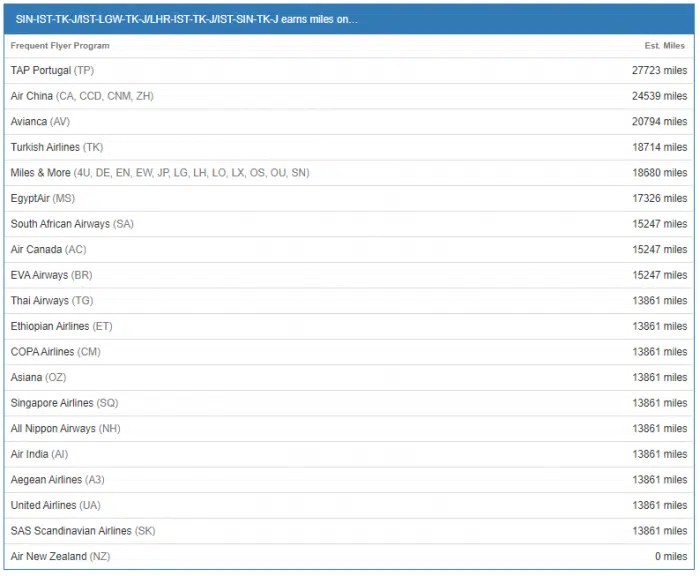 SIN-IST-TK-J/IST-LGW-TK-J/LHR-IST-TK-J/IST-SIN-TK-J earns miles on...
Frequent Flyer Program Est. Miles
TAP Portugal (TP) 27723 miles
Air China (CA, CCD, CNM, ZH) 24539 miles
Avianca (AV) 20794 miles
Turkish Airlines (TK) 18714 miles
Miles & More (4U, DE, EN, EW, JP, LG, LH, LO, LX, OS, OU, SN) 18680 miles
EgyptAir (MS) 17326 miles
South African Airways (SA) 15247 miles
Air Canada (AC) 15247 miles
EVA Airways (BR) 15247 miles
Thai Airways (TG) 13861 miles
Ethiopian Airlines (ET) 13861 miles
COPA Airlines (CM) 13861 miles
Asiana (OZ) 13861 miles
Singapore Airlines (SQ) 13861 miles
All Nippon Airways (NH) 13861 miles
Air India (AI) 13861 miles
Aegean Airlines (A3) 13861 miles
United Airlines (UA) 13861 miles
SAS Scandinavian Airlines (SK) 13861 miles
Air New Zealand (NZ) 0 miles